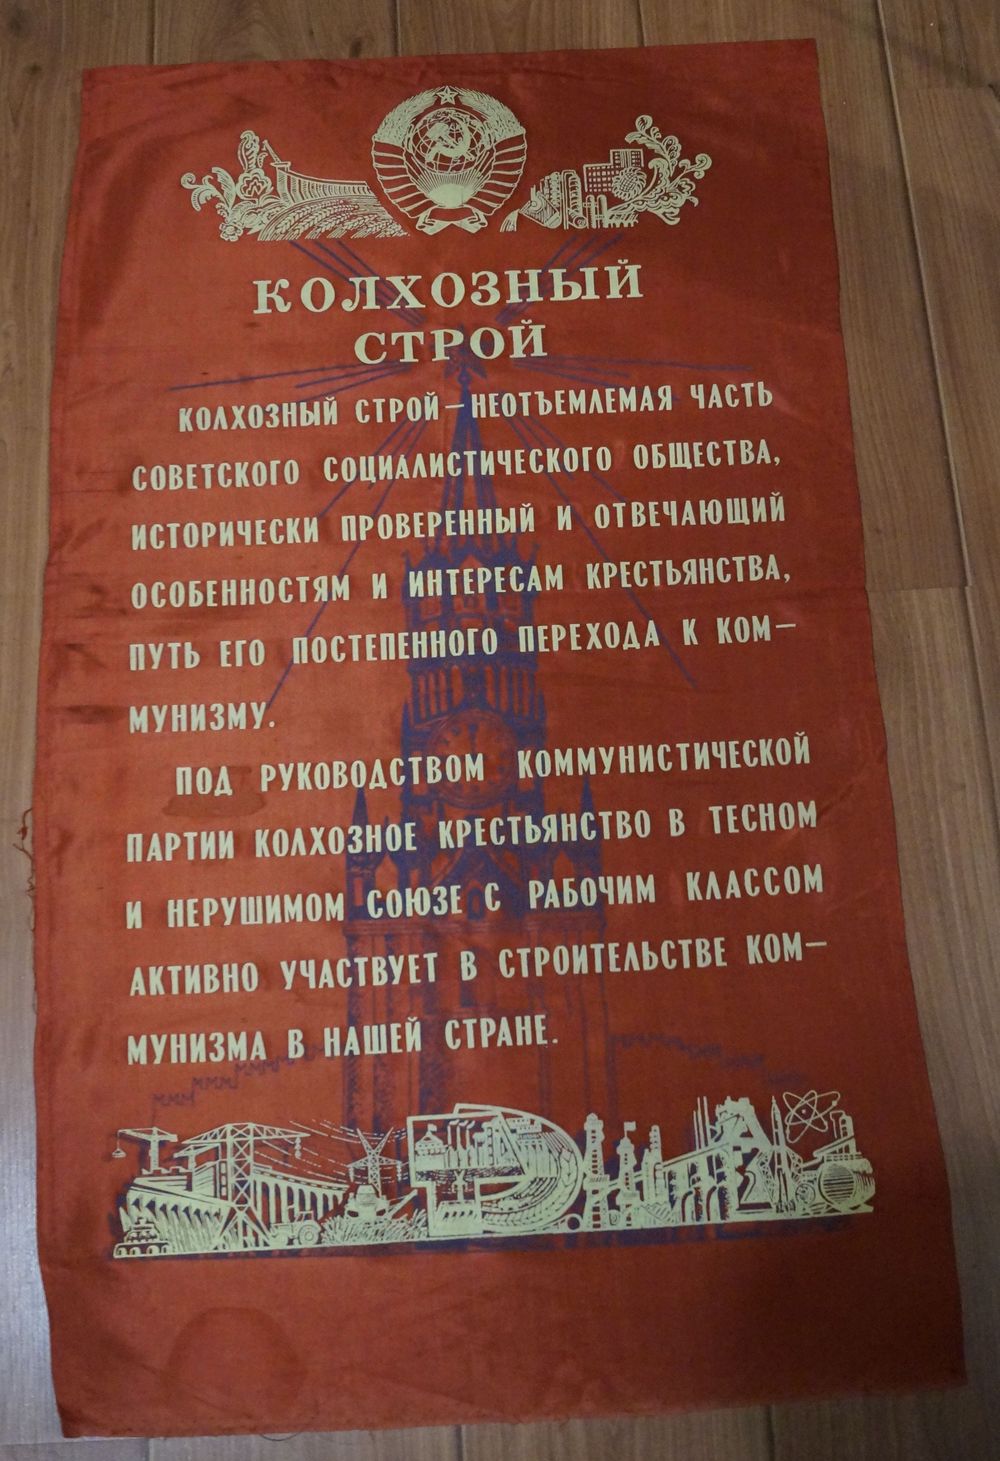 КОЛХОЗНЫЙ
СТРОЙ
КОЛХОЗНЫЙ СТРОЙ – НЕОТЪЕМЛЕМАЯ ЧАСТЬ
СОВЕТСКОГО СОЦИАЛИСТИЧЕСКОГО ОБЩЕСТВА,
ИСТОРИЧЕСКИ ПРОВЕРЕННЫЙ И ОТВЕЧАЮЩИЙ
ОСОБЕННОСТЯМ И ИНТЕРЕСАМ КРЕСТЬЯНСТВА,
ПУТЬ ЕГО ПОСТЕПЕННОГО ПЕРЕХОДА К КОМ–
МУНИЗМУ.
ПОД РУКОВОДСТВОМ КОММУНИСТИЧЕСКОЙ
ПАРТИИ КОЛХОЗНОЕ КРЕСТЬЯНСТВО В ТЕСНОМ
И НЕРУШИМОМ СОЮЗЕ С РАБОЧИМ КЛАССОМ
АКТИВНО УЧАСТВУЕТ В СТРОИТЕЛЬСТВЕ КОМ–
МУНИЗМА В НАШЕЙ СТРАНЕ.